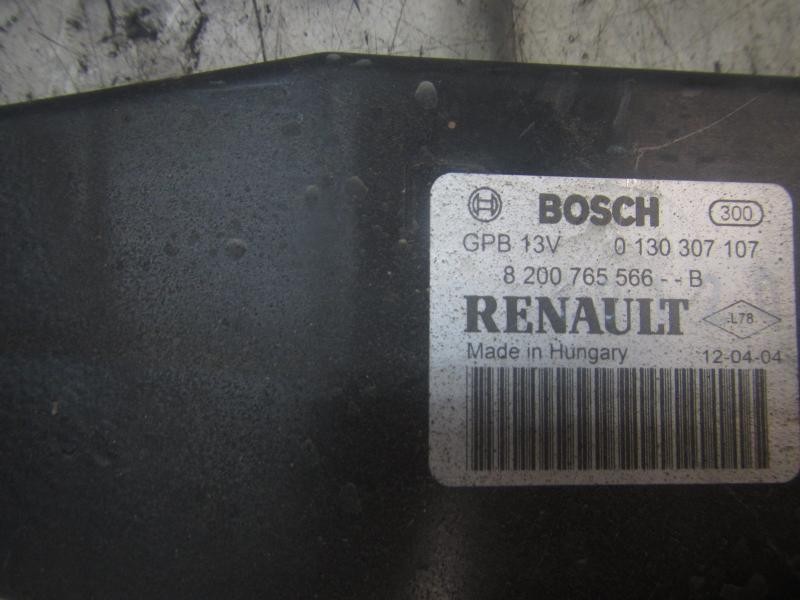 BOSCH 300
GPB 13V 0 130 307 107
8 200 765 566 - - B
RENAULT .L78
Made in Hungary 12-04-04